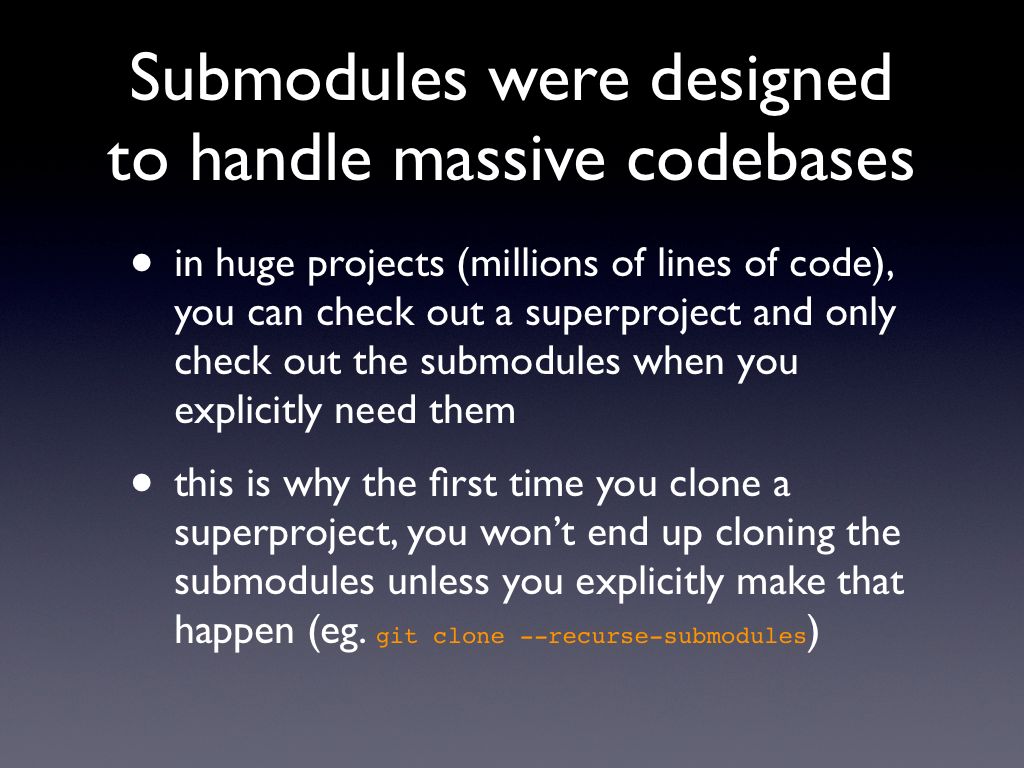 Submodules were designed
to handle massive codebases
• in huge projects (millions of lines of code),
you can check out a superproject and only
check out the submodules when you
explicitly need them
• this is why the first time you clone a
superproject, you won’t end up cloning the
submodules unless you explicitly make that
happen (eg. git clone --recurse-submodules)